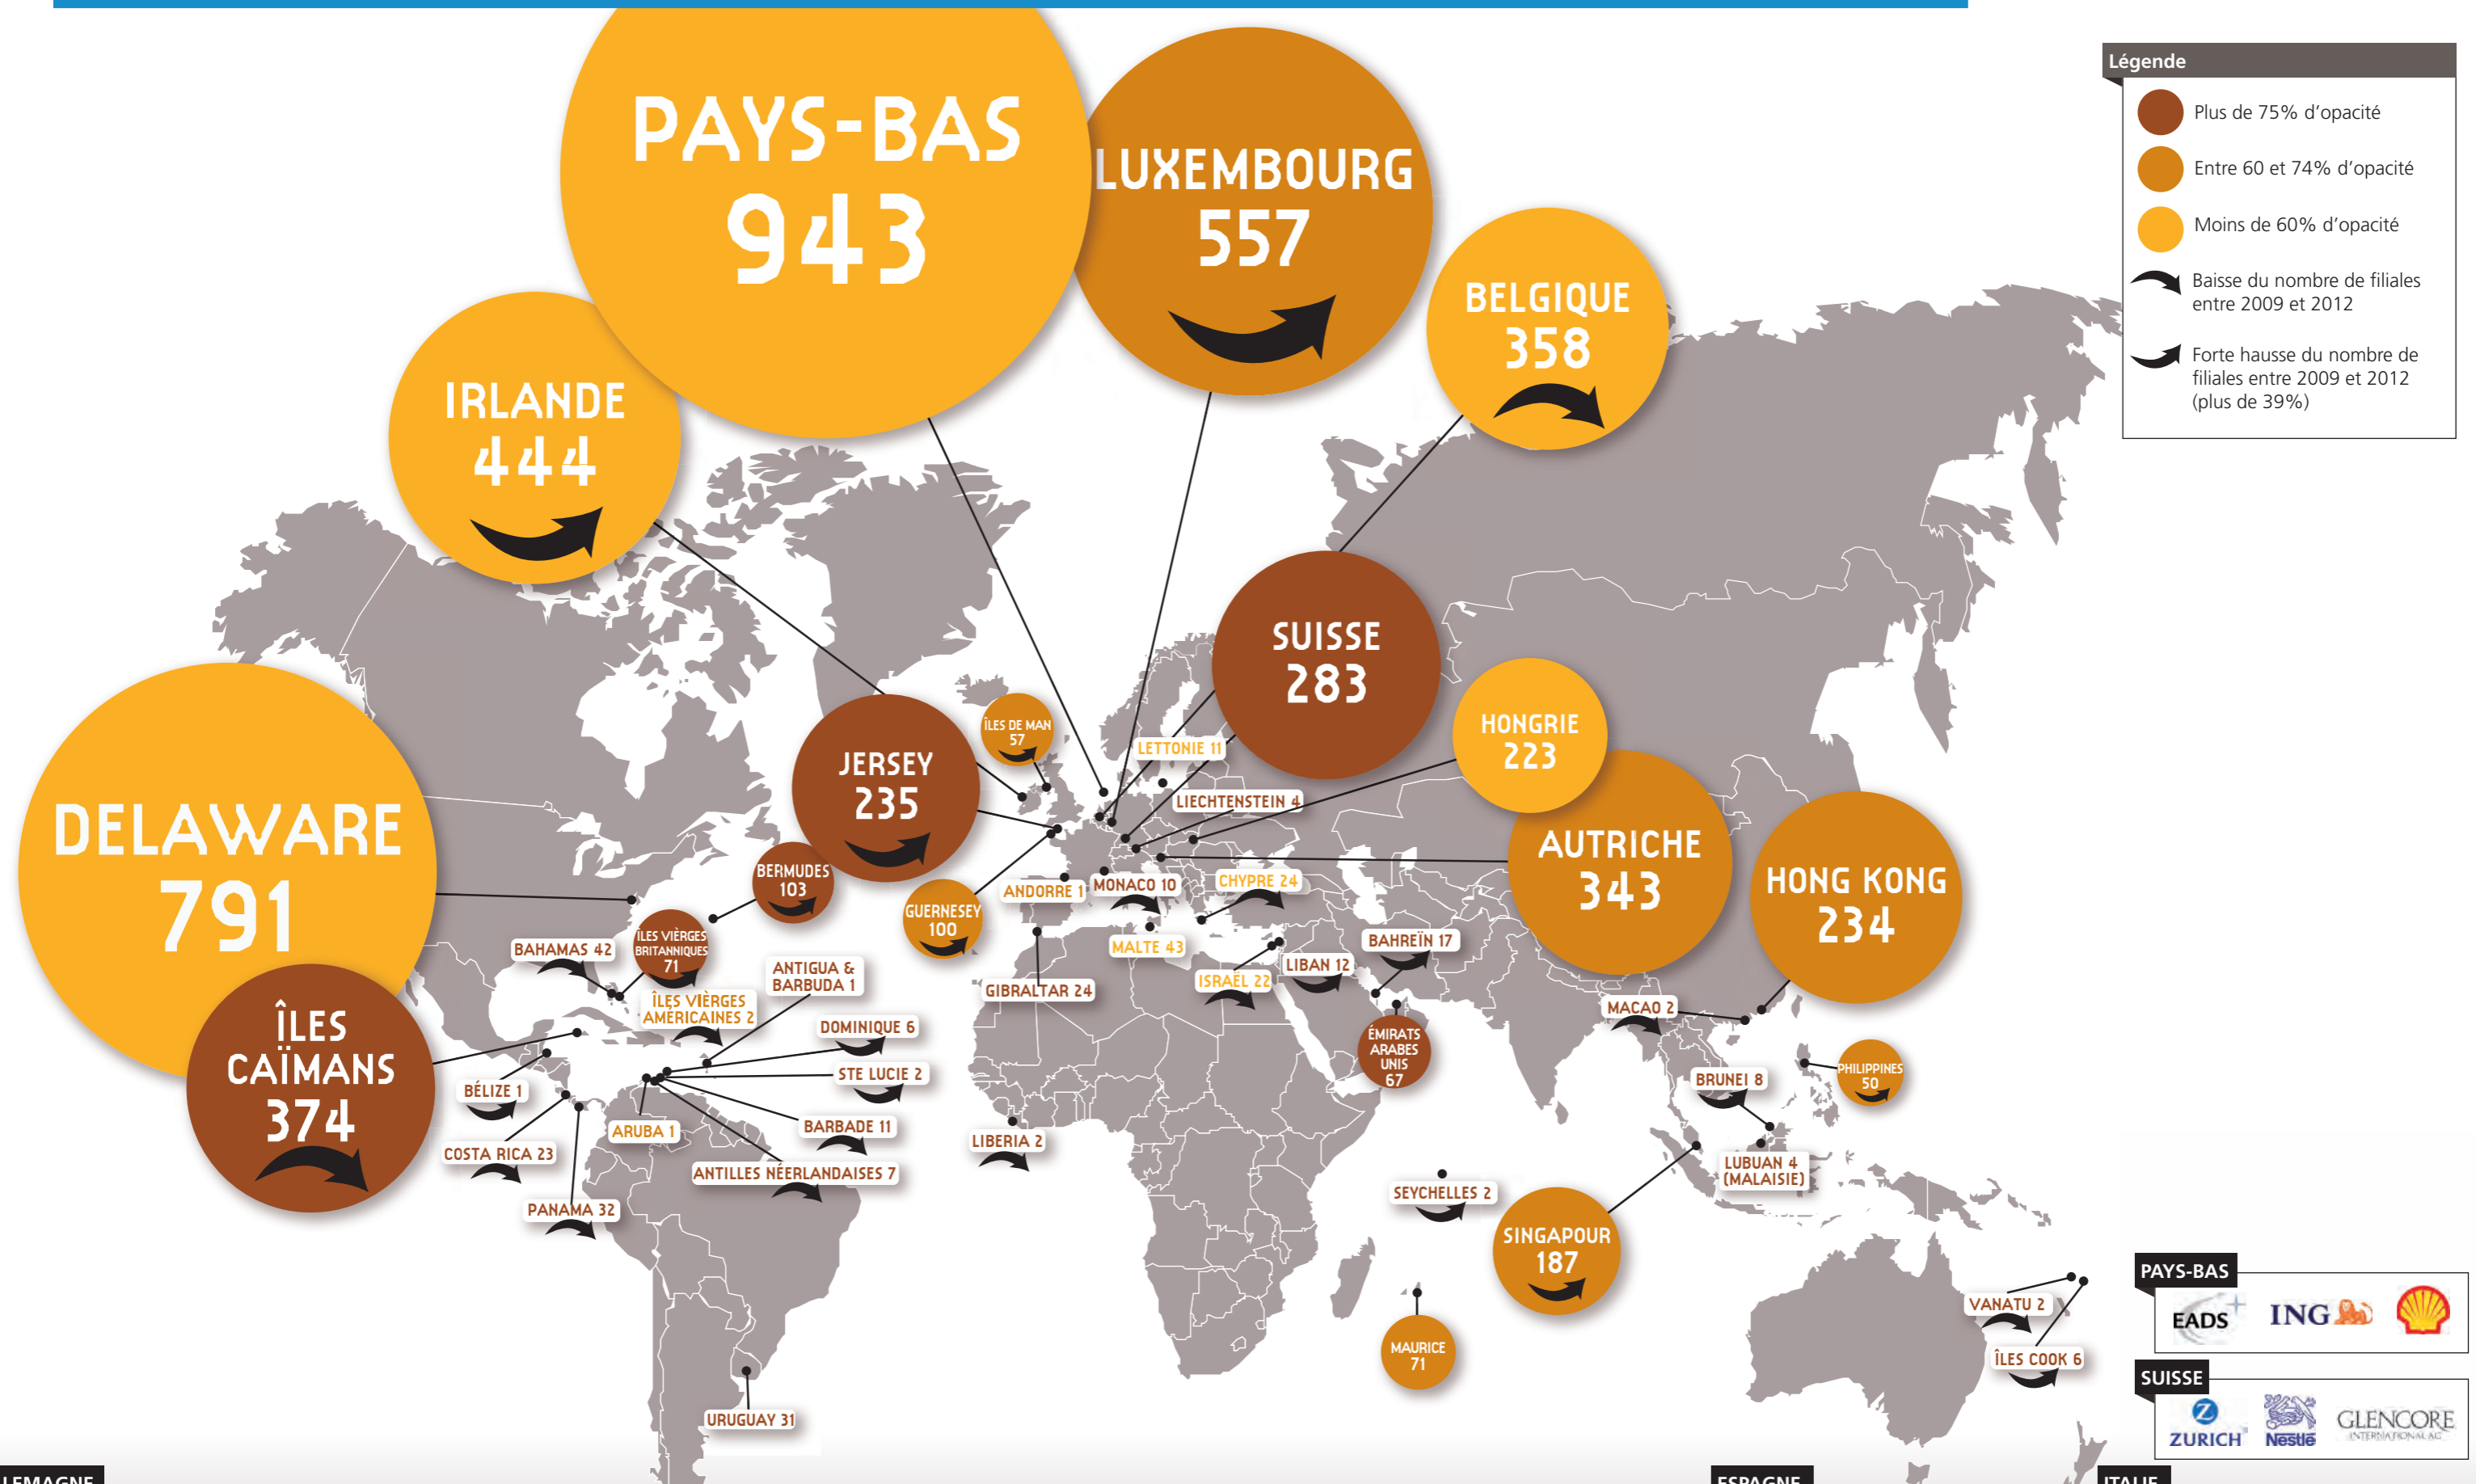 PAYS-BAS
943
LUXEMBOURG
557
BELGIQUE
358
IRLANDE
444
Légende
Plus de 75% d’opacité
Entre 60 et 74% d’opacité
Moins de 60% d’opacité
Baisse du nombre de filiales
entre 2009 et 2012
Forte hausse du nombre de
filiales entre 2009 et 2012
(plus de 39%)
SUISSE
283
HONGRIE
223
AUTRICHE
343
HONG KONG
234
ÎLES DE MAN
57
JERSEY
235
LETTONIE 11
LIECHTENSTEIN 4
DELAWARE
791
BERMUDES
103
GUERNESEY
100
ANDORRE 1
MONACO 10
CHYPRE 24
MALTE 43
BAHAMAS 42
ÎLES VIÈRGES
BRITANNIQUES
71
ÎLES VIÈRGES
AMÉRICAINES 2
ANTIGUA &
BARBUDA 1
GIBRALTAR 24
ISRAËL 22
LIBAN 12
BAHREÏN 17
ÉMIRATS
ARABES
UNIS
67
MACAO 2
PHILIPPINES
50
BRUNEI 8
LUBUAN 4
(MALAISIE)
ÎLES
CAÏMANS
374
DOMINIQUE 6
STE LUCIE 2
BARBADE 11
BÉLIZE 1
ARUBA 1
COSTA RICA 23
ANTILLES NÉERLANDAISES 7
PANAMA 32
LIBERIA 2
SEYCHELLES 2
SINGAPOUR
187
MAURICE
71
URUGUAY 31
VANATU 2
ÎLES COOK 6
PAYS-BAS
EADS
ING
SUISSE
ZURICH
Nestlé
GLENCORE
INTERNATIONAL AG
LEMAGNE
ESPAGNE
ITALIE